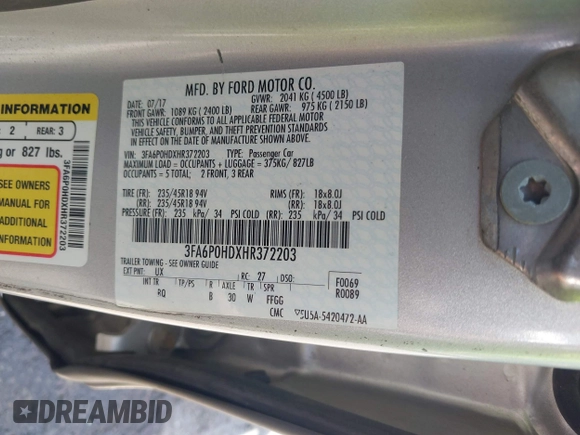 MFD. BY FORD MOTOR CO.
DATE: 07/17 GVWR: 2041 KG ( 4500 LB)
FRONT GAWR: 1089 KG ( 2400 LB) REAR GAWR: 975 KG ( 2150 LB)
THIS VEHICLE CONFORMS TO ALL APPLICABLE FEDERAL MOTOR
VEHICLE SAFETY, BUMPER, AND THEFT PREVENTION STANDARDS
IN EFFECT ON THE DATE OF MANUFACTURE SHOWN ABOVE.
VIN: 3FA6P0HDXHR372203 TYPE: Passenger Car
MAXIMUM LOAD = OCCUPANTS + LUGGAGE = 375KG/ 827LB
OCCUPANTS = 5 TOTAL; 2 FRONT, 3 REAR
TIRE (FR): 235/45R18 94V RIMS (FR): 18x8.0J
(RR): 235/45R18 94V (RR): 18x8.0J
PRESSURE (FR): 235 kPa/ 34 PSI COLD (RR): 235 kPa/ 34 PSI COLD
3FA6P0HDXHR372203
TRAILER TOWING - SEE OWNER GUIDE
EXT PNT: UX RC: 27 DSO: F0069
INT TR TP/PS R AXLE TR SPR R0089
RQ B 30 W FFGG
CMC 5U5A-5420472-AA
INFORMATION
2 REAR: 3
or 827 lbs.
SEE OWNERS
MANUAL FOR
ADDITIONAL
INFORMATION
3FA6P0HDXHR372203
DREAMBID